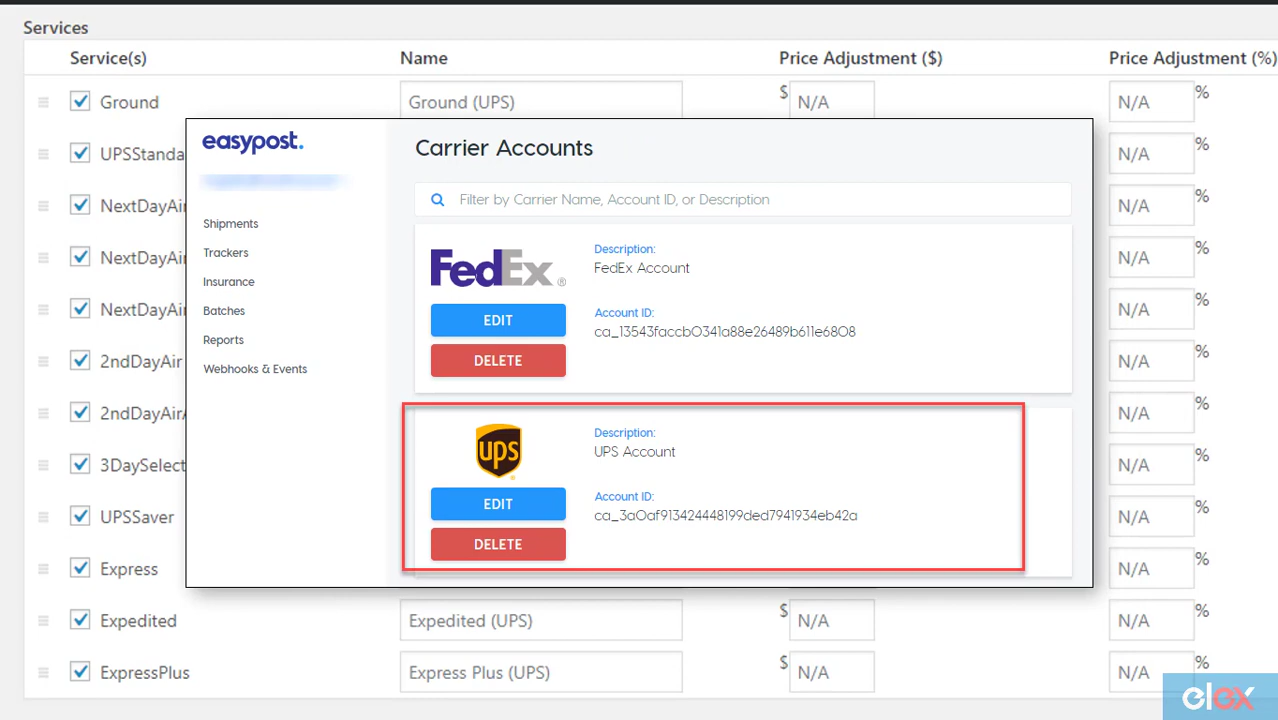 Services
Service(s) Name Price Adjustment ($) Price Adjustment (%)
Ground Ground (UPS) $ N/A N/A %
UPSStanda N/A %
NextDayAir N/A %
NextDayAir N/A %
NextDayAir N/A %
2ndDayAir N/A %
2ndDayAir N/A %
3DaySelect N/A %
UPSSaver N/A %
Express N/A %
Expedited Expedited (UPS) $ N/A N/A %
ExpressPlus Express Plus (UPS) $ N/A N/A %
easypost.
Shipments
Trackers
Insurance
Batches
Reports
Webhooks & Events
Carrier Accounts
Filter by Carrier Name, Account ID, or Description
FedEx®
EDIT
DELETE
Description:
FedEx Account
Account ID:
ca_13543faccb0341a88e26489b611e6808
ups
EDIT
DELETE
Description:
UPS Account
Account ID:
ca_3a0af913424448199ded7941934eb42a
elex